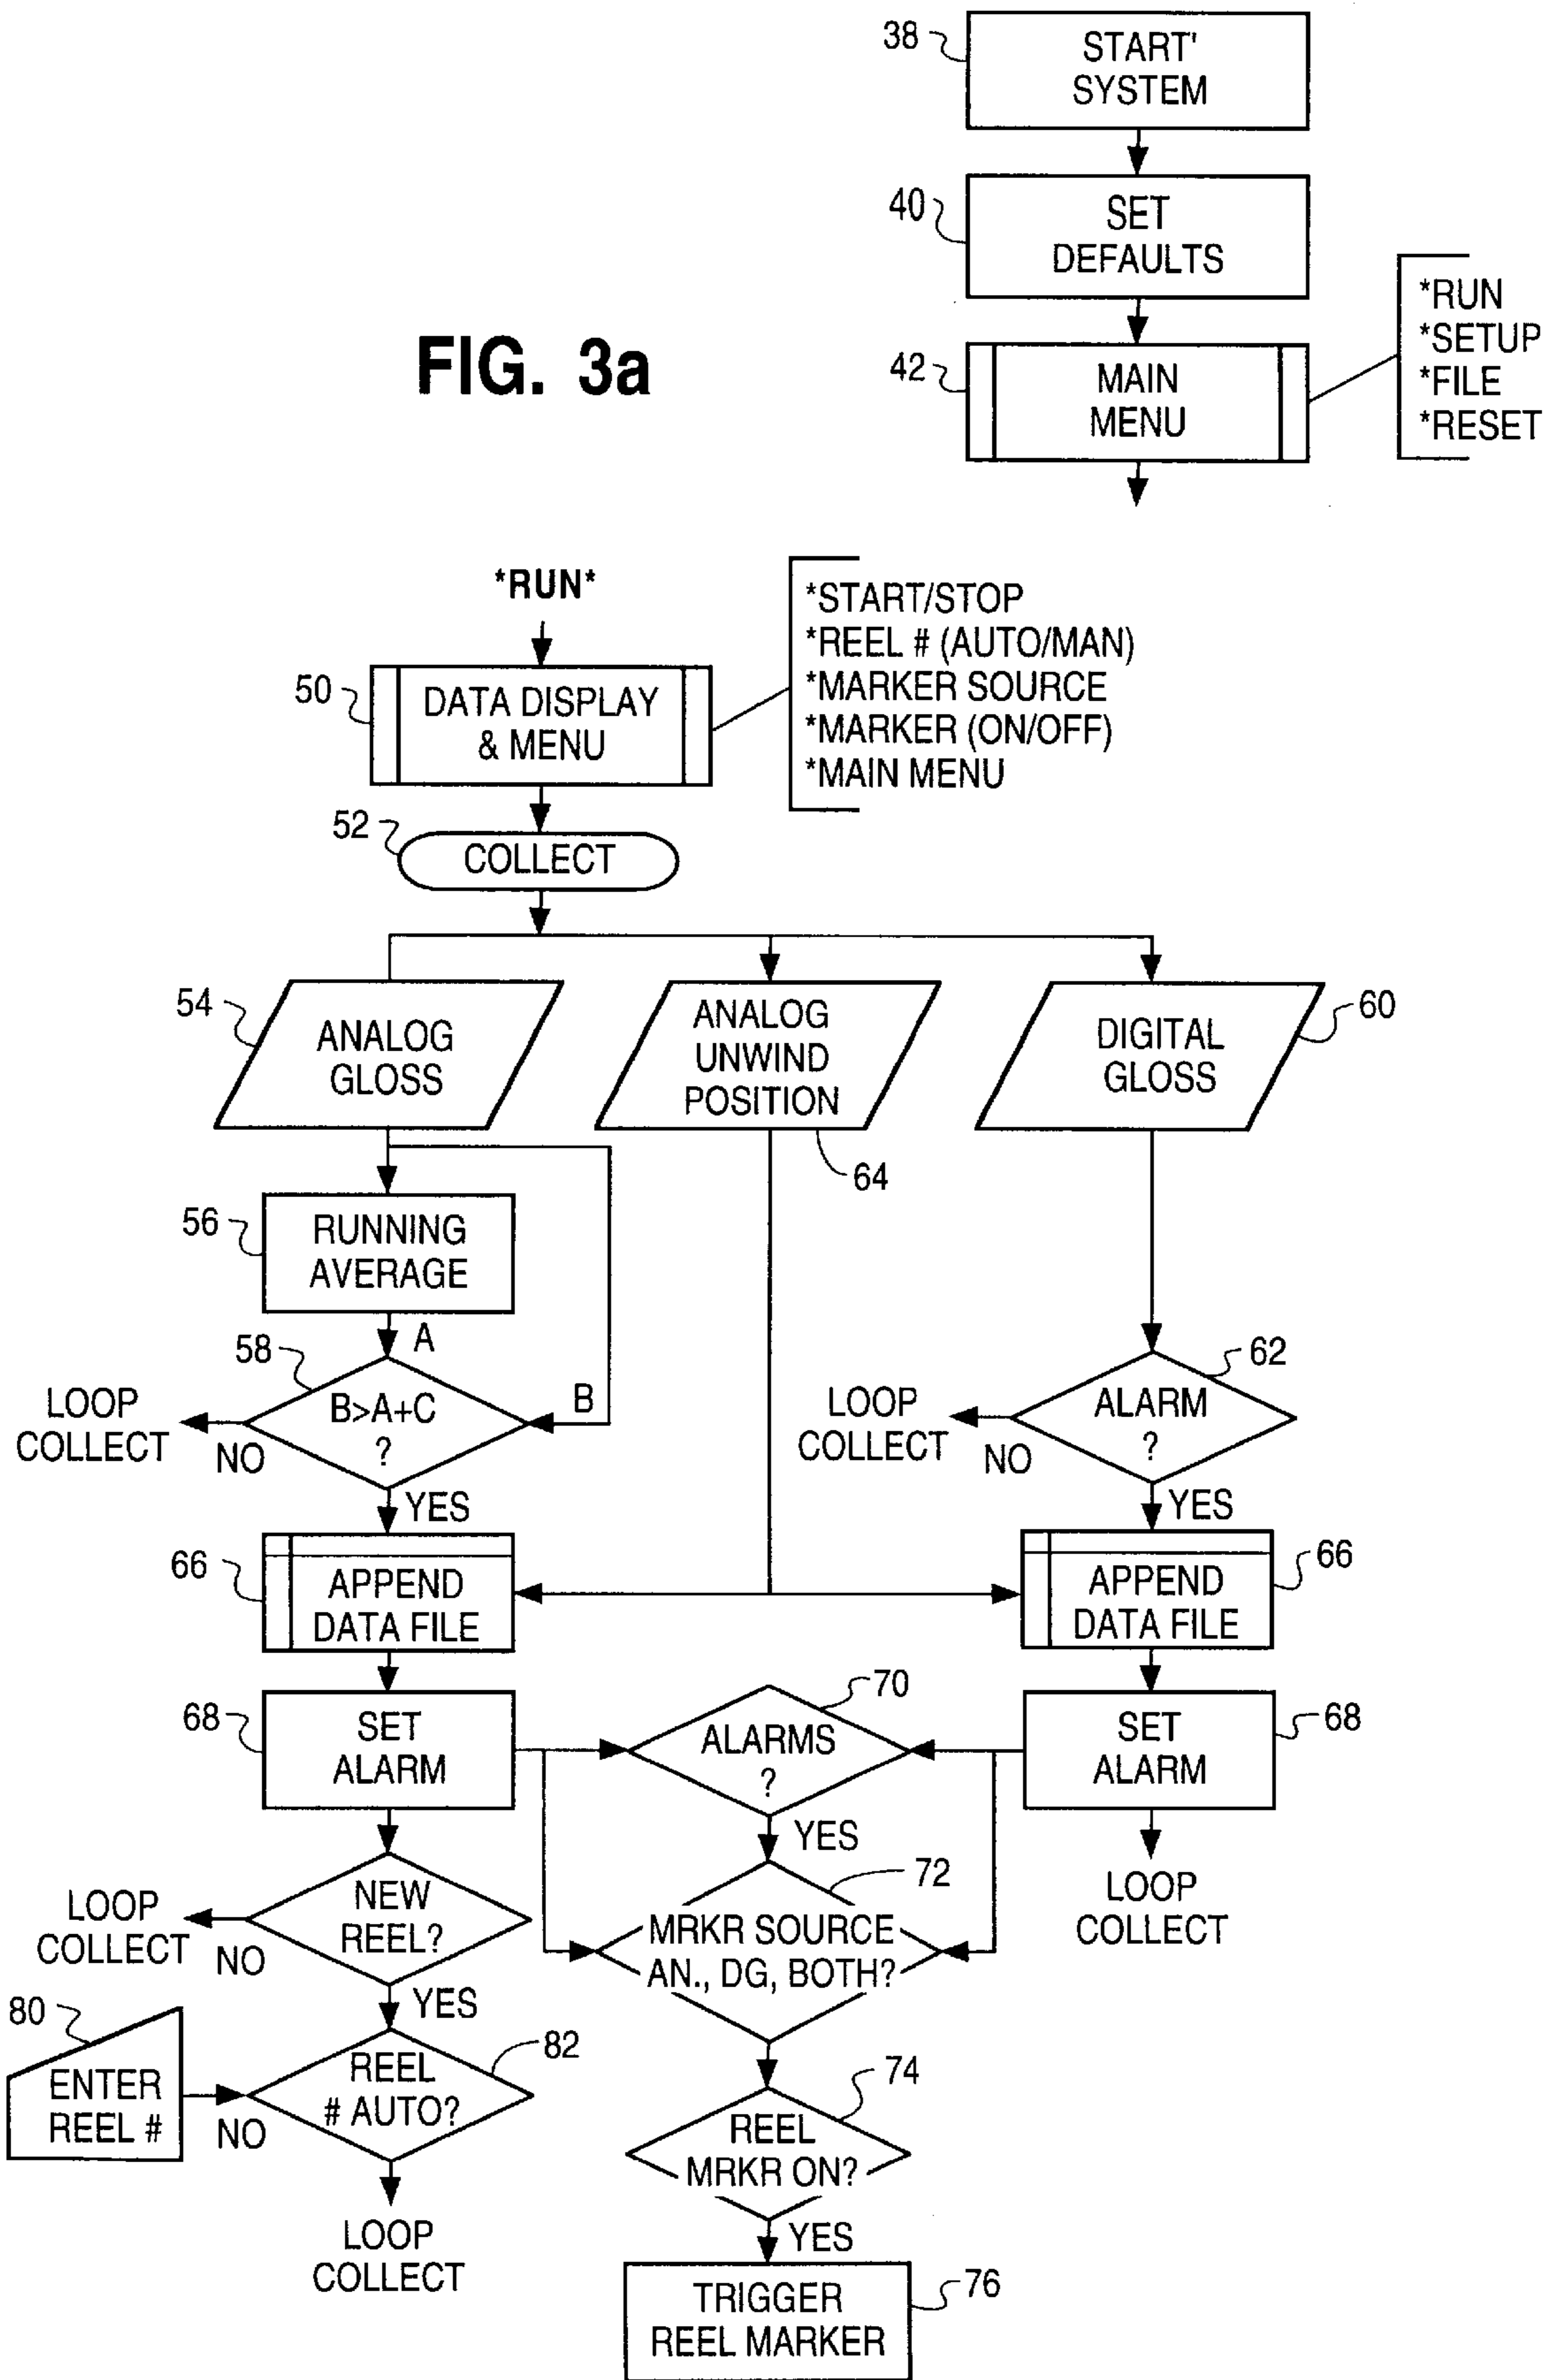 38
START'
SYSTEM
40
SET
DEFAULTS
FIG. 3a
42
MAIN
MENU
*RUN
*SETUP
*FILE
*RESET
*RUN*
50
DATA DISPLAY
& MENU
*START/STOP
*REEL # (AUTO/MAN)
*MARKER SOURCE
*MARKER (ON/OFF)
*MAIN MENU
52
COLLECT
54
ANALOG
GLOSS
ANALOG
UNWIND
POSITION
64
DIGITAL
GLOSS
60
56
RUNNING
AVERAGE
A
58
B>A+C
?
B
LOOP
COLLECT
NO
YES
62
ALARM
?
LOOP
COLLECT
NO
YES
66
APPEND
DATA FILE
APPEND
DATA FILE
66
68
SET
ALARM
70
ALARMS
?
YES
SET
ALARM
68
LOOP
COLLECT
72
MRKR SOURCE
AN., DG, BOTH?
NEW
REEL?
LOOP
COLLECT
NO
YES
80
ENTER
REEL #
NO
82
REEL
# AUTO?
LOOP
COLLECT
74
REEL
MRKR ON?
YES
TRIGGER
REEL MARKER
76